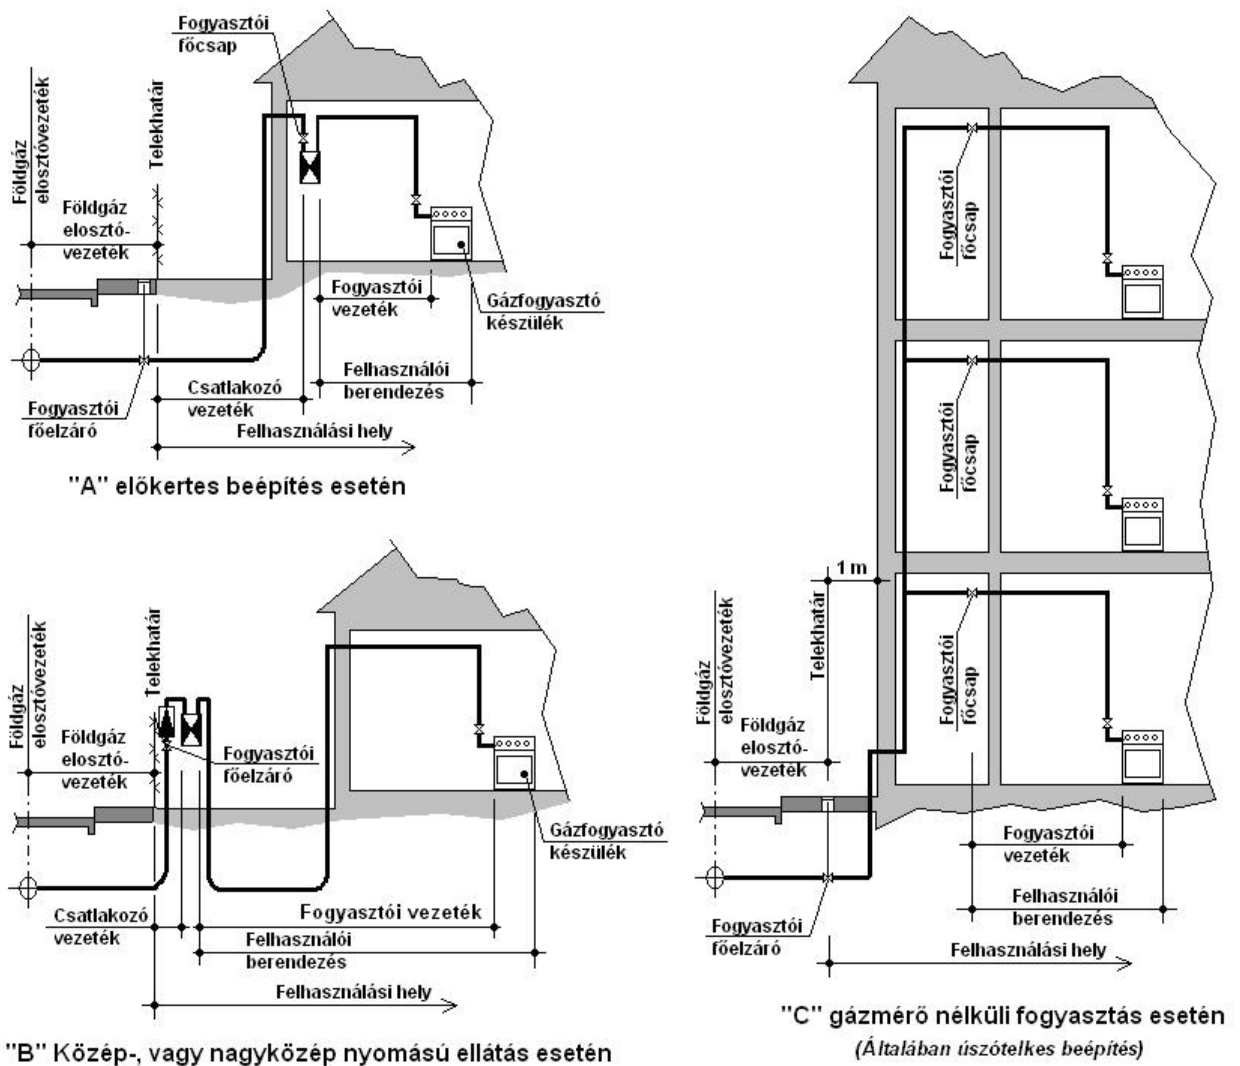 Fogyasztói
főcsap
Földgáz
elosztóvezeték
Telekhatár
Földgáz
elosztó-
vezeték
Fogyasztói
vezeték
Gázfogyasztó
készülék
Felhasználói
berendezés
Csatlakozó
vezeték
Fogyasztói
főelzáró
Felhasználási hely
"A" előkertes beépítés esetén
Földgáz
elosztóvezeték
Telekhatár
Földgáz
elosztó-
vezeték
Fogyasztói
főelzáró
Gázfogyasztó
készülék
Csatlakozó
vezeték
Fogyasztói vezeték
Felhasználói
berendezés
Felhasználási hely
"B" Közép-, vagy nagyközép nyomású ellátás esetén
Fogyasztói
főcsap
Fogyasztói
főcsap
1 m
Földgáz
elosztóvezeték
Telekhatár
Fogyasztói
főcsap
Földgáz
elosztó-
vezeték
Fogyasztói
vezeték
Felhasználói
berendezés
Fogyasztói
főelzáró
Felhasználási hely
"C" gázmérő nélküli fogyasztás esetén
(Általában úszótelkes beépítés)